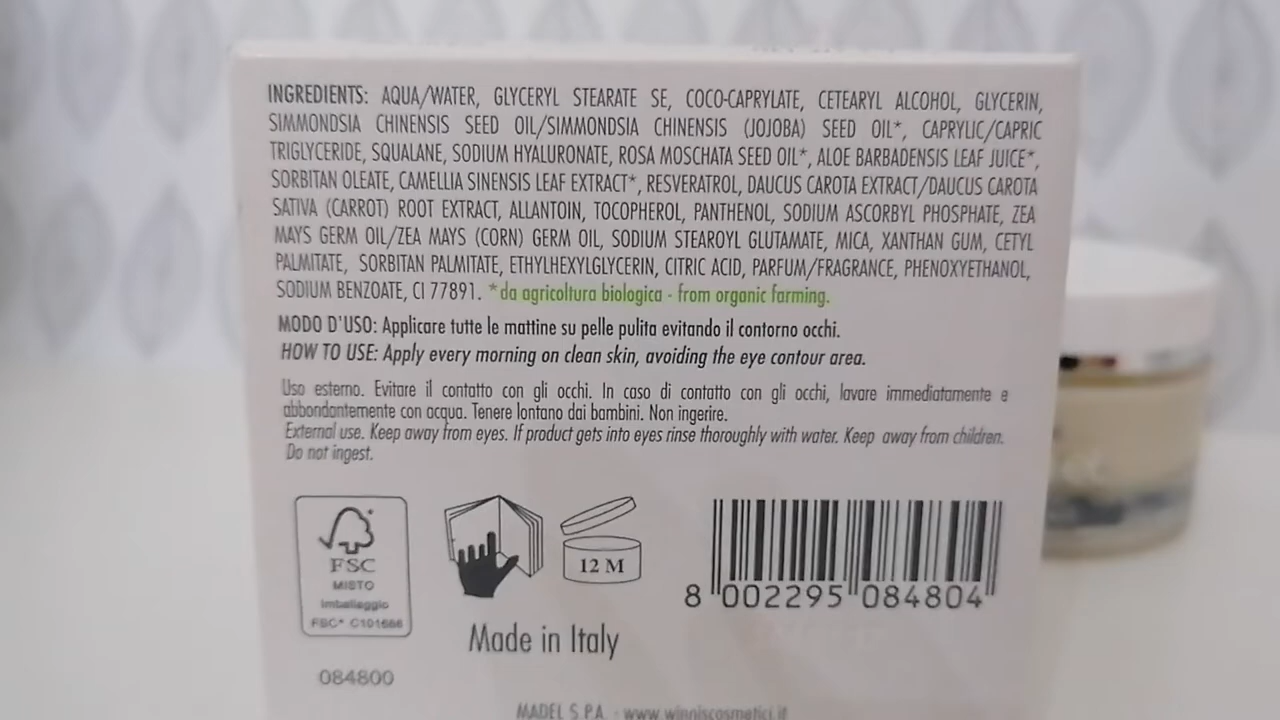 INGREDIENTS: AQUA/WATER, GLYCERYL STEARATE SE, COCO-CAPRYLATE, CETEARYL ALCOHOL, GLYCERIN,
SIMMONDSIA CHINENSIS SEED OIL/SIMMONDSIA CHINENSIS (JOJOBA) SEED OIL*, CAPRYLIC/CAPRIC
TRIGLYCERIDE, SQUALANE, SODIUM HYALURONATE, ROSA MOSCHATA SEED OIL*, ALOE BARBADENSIS LEAF JUICE*,
SORBITAN OLEATE, CAMELLIA SINENSIS LEAF EXTRACT*, RESVERATROL, DAUCUS CAROTA EXTRACT/DAUCUS CAROTA
SATIVA (CARROT) ROOT EXTRACT, ALLANTOIN, TOCOPHEROL, PANTHENOL, SODIUM ASCORBYL PHOSPHATE, ZEA
MAYS GERM OIL/ZEA MAYS (CORN) GERM OIL, SODIUM STEAROYL GLUTAMATE, MICA, XANTHAN GUM, CETYL
PALMITATE, SORBITAN PALMITATE, ETHYLHEXYLGLYCERIN, CITRIC ACID, PARFUM/FRAGRANCE, PHENOXYETHANOL,
SODIUM BENZOATE, CI 77891. *da agricoltura biologica - from organic farming.
MODO D'USO: Applicare tutte le mattine su pelle pulita evitando il contorno occhi.
HOW TO USE: Apply every morning on clean skin, avoiding the eye contour area.
Uso esterno. Evitare il contatto con gli occhi. In caso di contatto con gli occhi, lavare immediatamente e
abbondantemente con acqua. Tenere lontano dai bambini. Non ingerire.
External use. Keep away from eyes. If product gets into eyes rinse thoroughly with water. Keep away from children.
Do not ingest.
FSC
MISTO
Imballaggio
FSC® C101686
12 M
8 002295 084804
Made in Italy
084800
MADEL S.P.A. - www.winniscosmetici.it